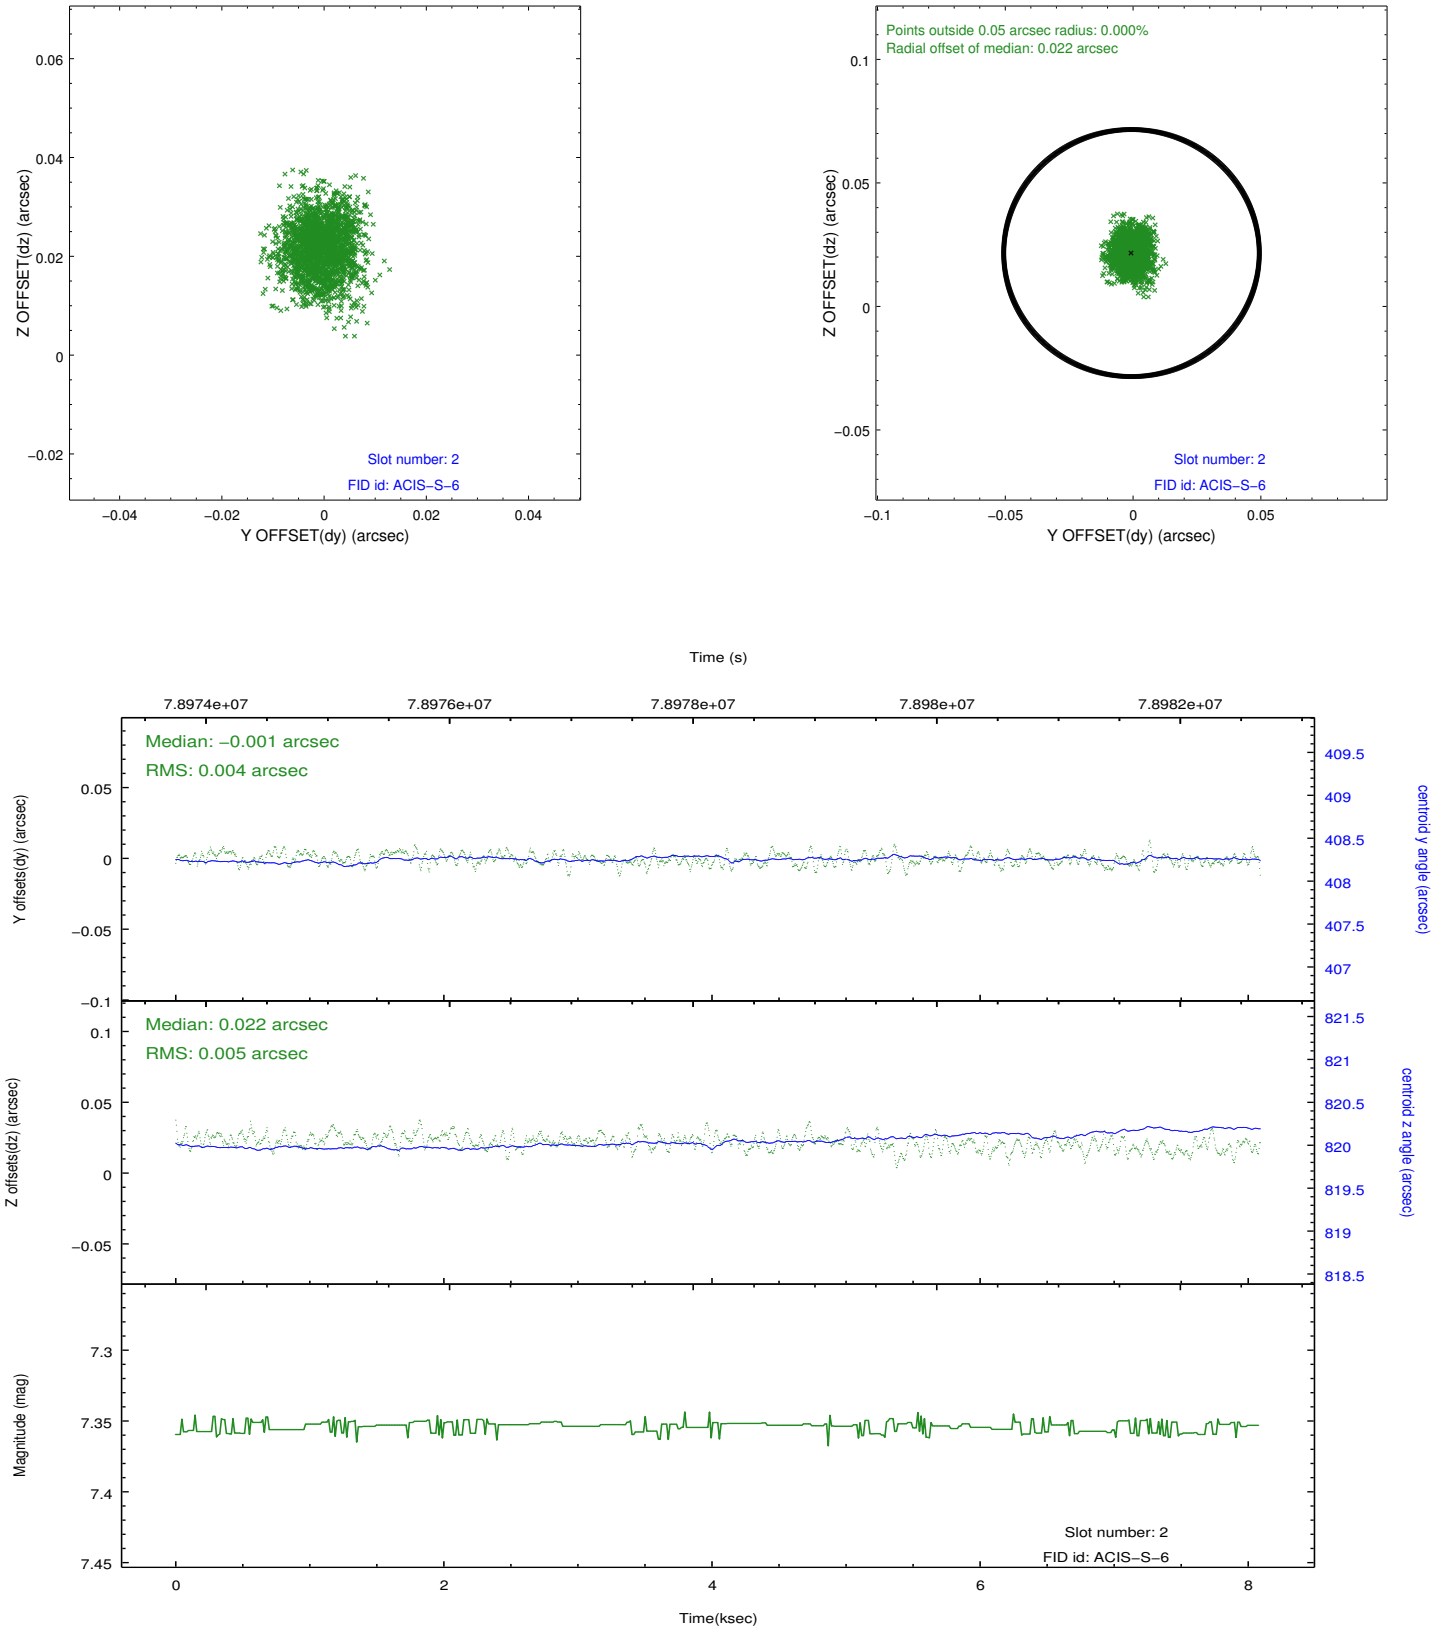 0.06
0.04
0.02
0
−0.02
Z OFFSET(dz) (arcsec)
Slot number: 2
FID id: ACIS−S−6
−0.04
−0.02
0
0.02
0.04
Y OFFSET(dy) (arcsec)
Points outside 0.05 arcsec radius: 0.000%
Radial offset of median: 0.022 arcsec
0.1
0.05
0
−0.05
Z OFFSET(dz) (arcsec)
Slot number: 2
FID id: ACIS−S−6
−0.1
−0.05
0
0.05
Y OFFSET(dy) (arcsec)
Time (s)
7.8974e+07
7.8976e+07
7.8978e+07
7.898e+07
7.8982e+07
Median: −0.001 arcsec
RMS: 0.004 arcsec
0.05
0
−0.05
−0.1
Y offsets(dy) (arcsec)
409.5
409
408.5
408
407.5
407
centroid y angle (arcsec)
Median: 0.022 arcsec
RMS: 0.005 arcsec
0.1
0.05
0
−0.05
Z offsets(dz) (arcsec)
821.5
821
820.5
820
819.5
819
818.5
centroid z angle (arcsec)
7.3
7.35
7.4
7.45
Magnitude (mag)
Slot number: 2
FID id: ACIS−S−6
0
2
4
6
8
Time(ksec)